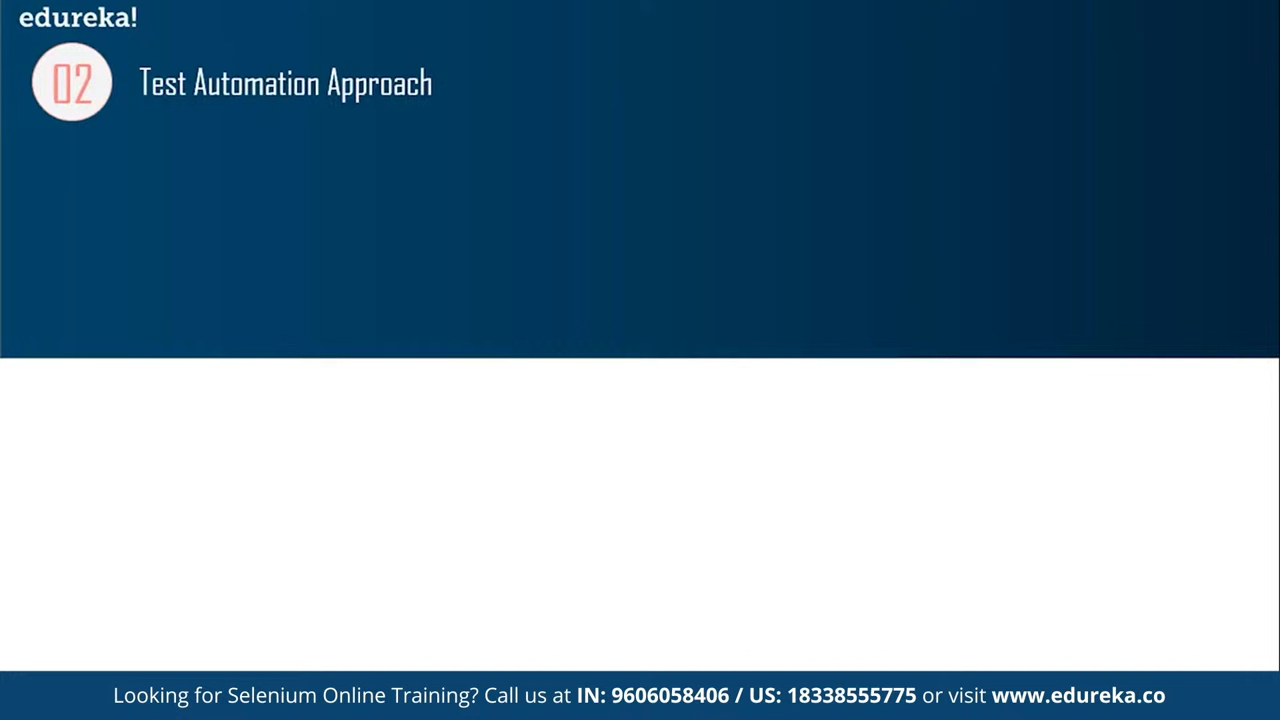 edureka!
02
Test Automation Approach
Looking for Selenium Online Training? Call us at IN: 9606058406 / US: 18338555775 or visit www.edureka.co